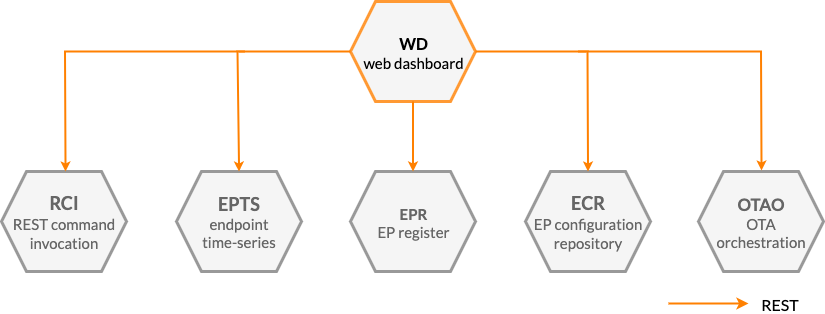 WD
web dashboard
RCI
REST command
invocation
EPTS
endpoint
time-series
EPR
EP register
ECR
EP configuration
repository
OTAO
OTA
orchestration
REST